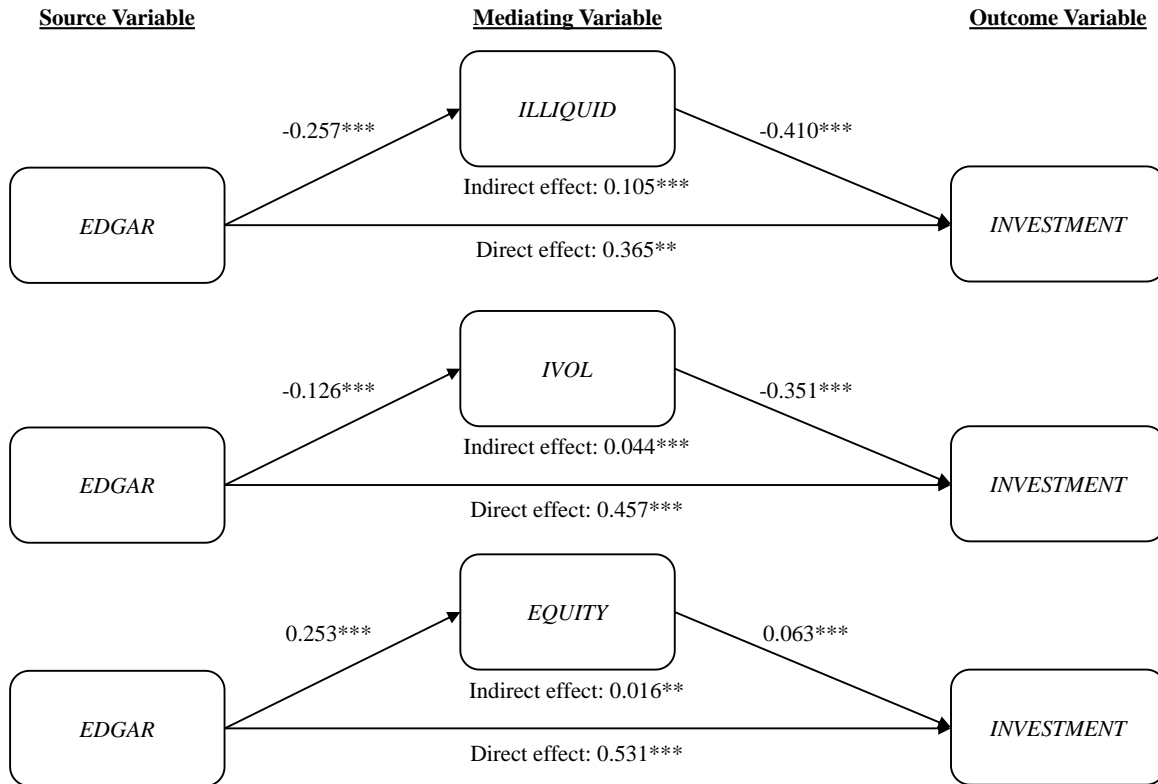 Source Variable Mediating Variable Outcome Variable
ILLIQUID
-0.257*** -0.410***
Indirect effect: 0.105***
EDGAR INVESTMENT
Direct effect: 0.365**
IVOL
-0.126*** -0.351***
Indirect effect: 0.044***
EDGAR INVESTMENT
Direct effect: 0.457***
EQUITY
0.253*** 0.063***
Indirect effect: 0.016**
EDGAR INVESTMENT
Direct effect: 0.531***